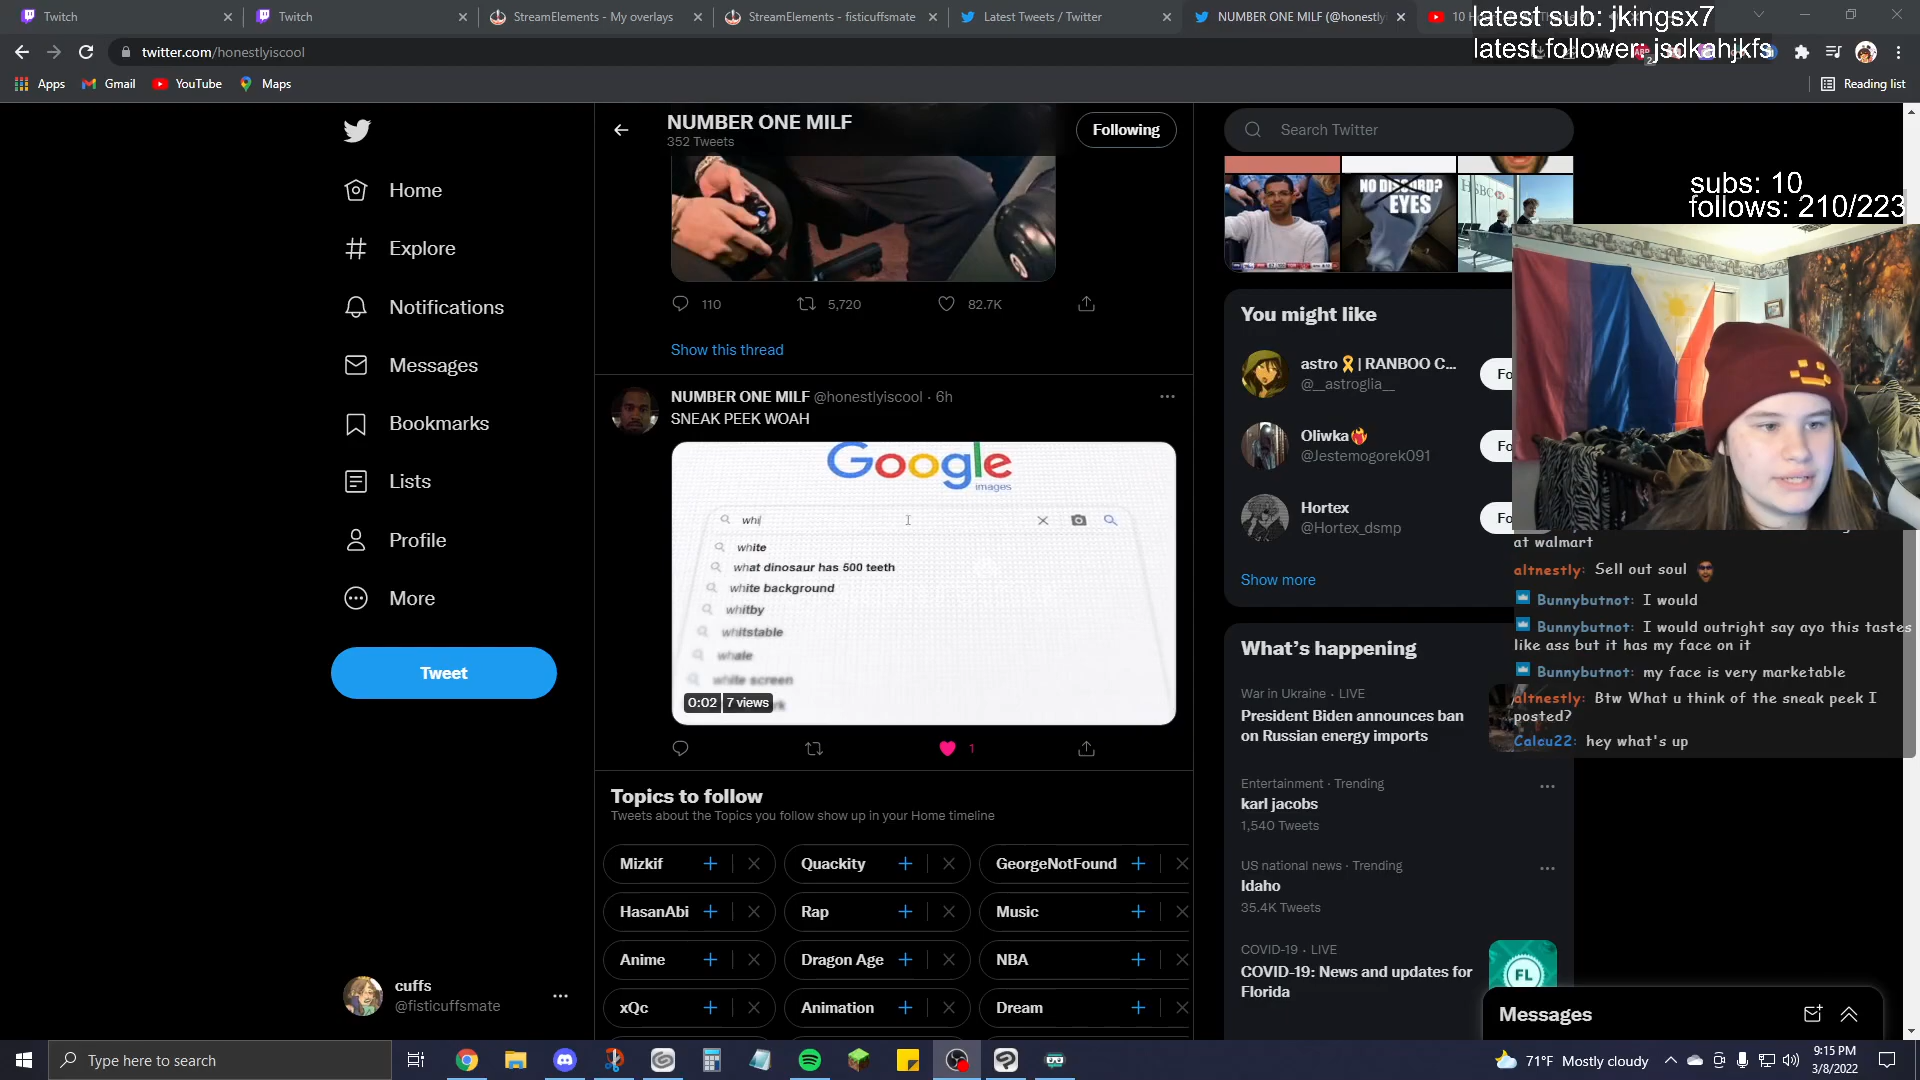 Twitch
Twitch
StreamElements - My overlays
StreamElements - fisticuffsmate
Latest Tweets / Twitter
NUMBER ONE MILF (@honestly
10
latest sub: jkingsx7
latest follower: jsdkahjkfs
twitter.com/honestlyiscool
Apps
Gmail
YouTube
Maps
Reading list
NUMBER ONE MILF
352 Tweets
Following
Search Twitter
Home
Explore
Notifications
Messages
Bookmarks
Lists
Profile
More
Tweet
cuffs
@fisticuffsmate
110
5,720
82.7K
Show this thread
NUMBER ONE MILF @honestlyiscool · 6h
SNEAK PEEK WOAH
Google
images
whi
white
what dinosaur has 500 teeth
white background
whitby
whitstable
whale
white screen
0:02
7 views
1
Topics to follow
Tweets about the Topics you follow show up in your Home timeline
Mizkif
Quackity
GeorgeNotFound
HasanAbi
Rap
Music
Anime
Dragon Age
NBA
xQc
Animation
Dream
NO DISCORD?
EYES
HSBC
subs: 10
follows: 210/223
You might like
astro | RANBOO C...
@__astroglia__
Fo
Oliwka
@Jestemogorek091
Fo
Hortex
@Hortex_dsmp
Fo
Show more
What's happening
War in Ukraine · LIVE
President Biden announces ban
on Russian energy imports
Entertainment · Trending
karl jacobs
1,540 Tweets
US national news · Trending
Idaho
35.4K Tweets
COVID-19 · LIVE
COVID-19: News and updates for
Florida
FL
at walmart
altnestly: Sell out soul
Bunnybutnot: I would
Bunnybutnot: I would outright say ayo this tastes
like ass but it has my face on it
Bunnybutnot: my face is very marketable
altnestly: Btw What u think of the sneak peek I
posted?
Calcu22: hey what's up
Messages
Type here to search
71°F Mostly cloudy
9:15 PM
3/8/2022